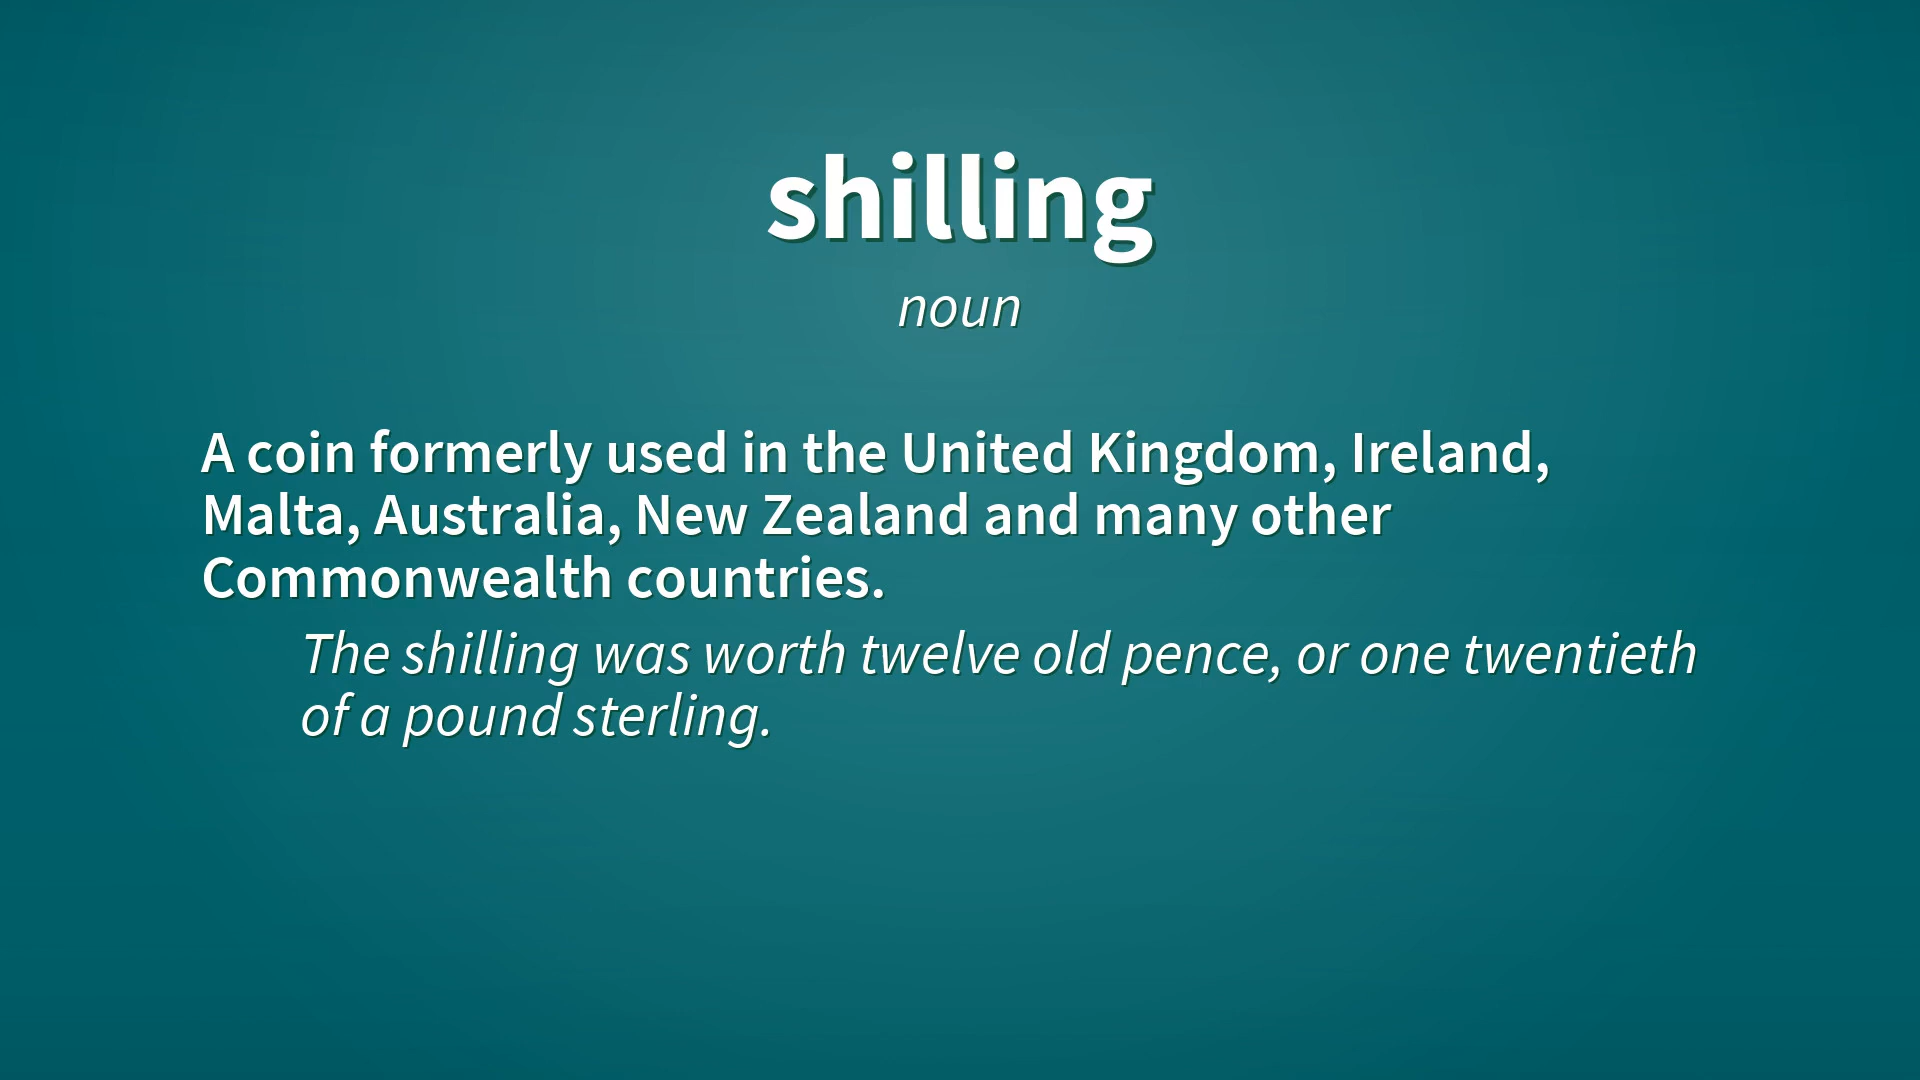 shilling
noun
A coin formerly used in the United Kingdom, Ireland,
Malta, Australia, New Zealand and many other
Commonwealth countries.
The shilling was worth twelve old pence, or one twentieth
of a pound sterling.